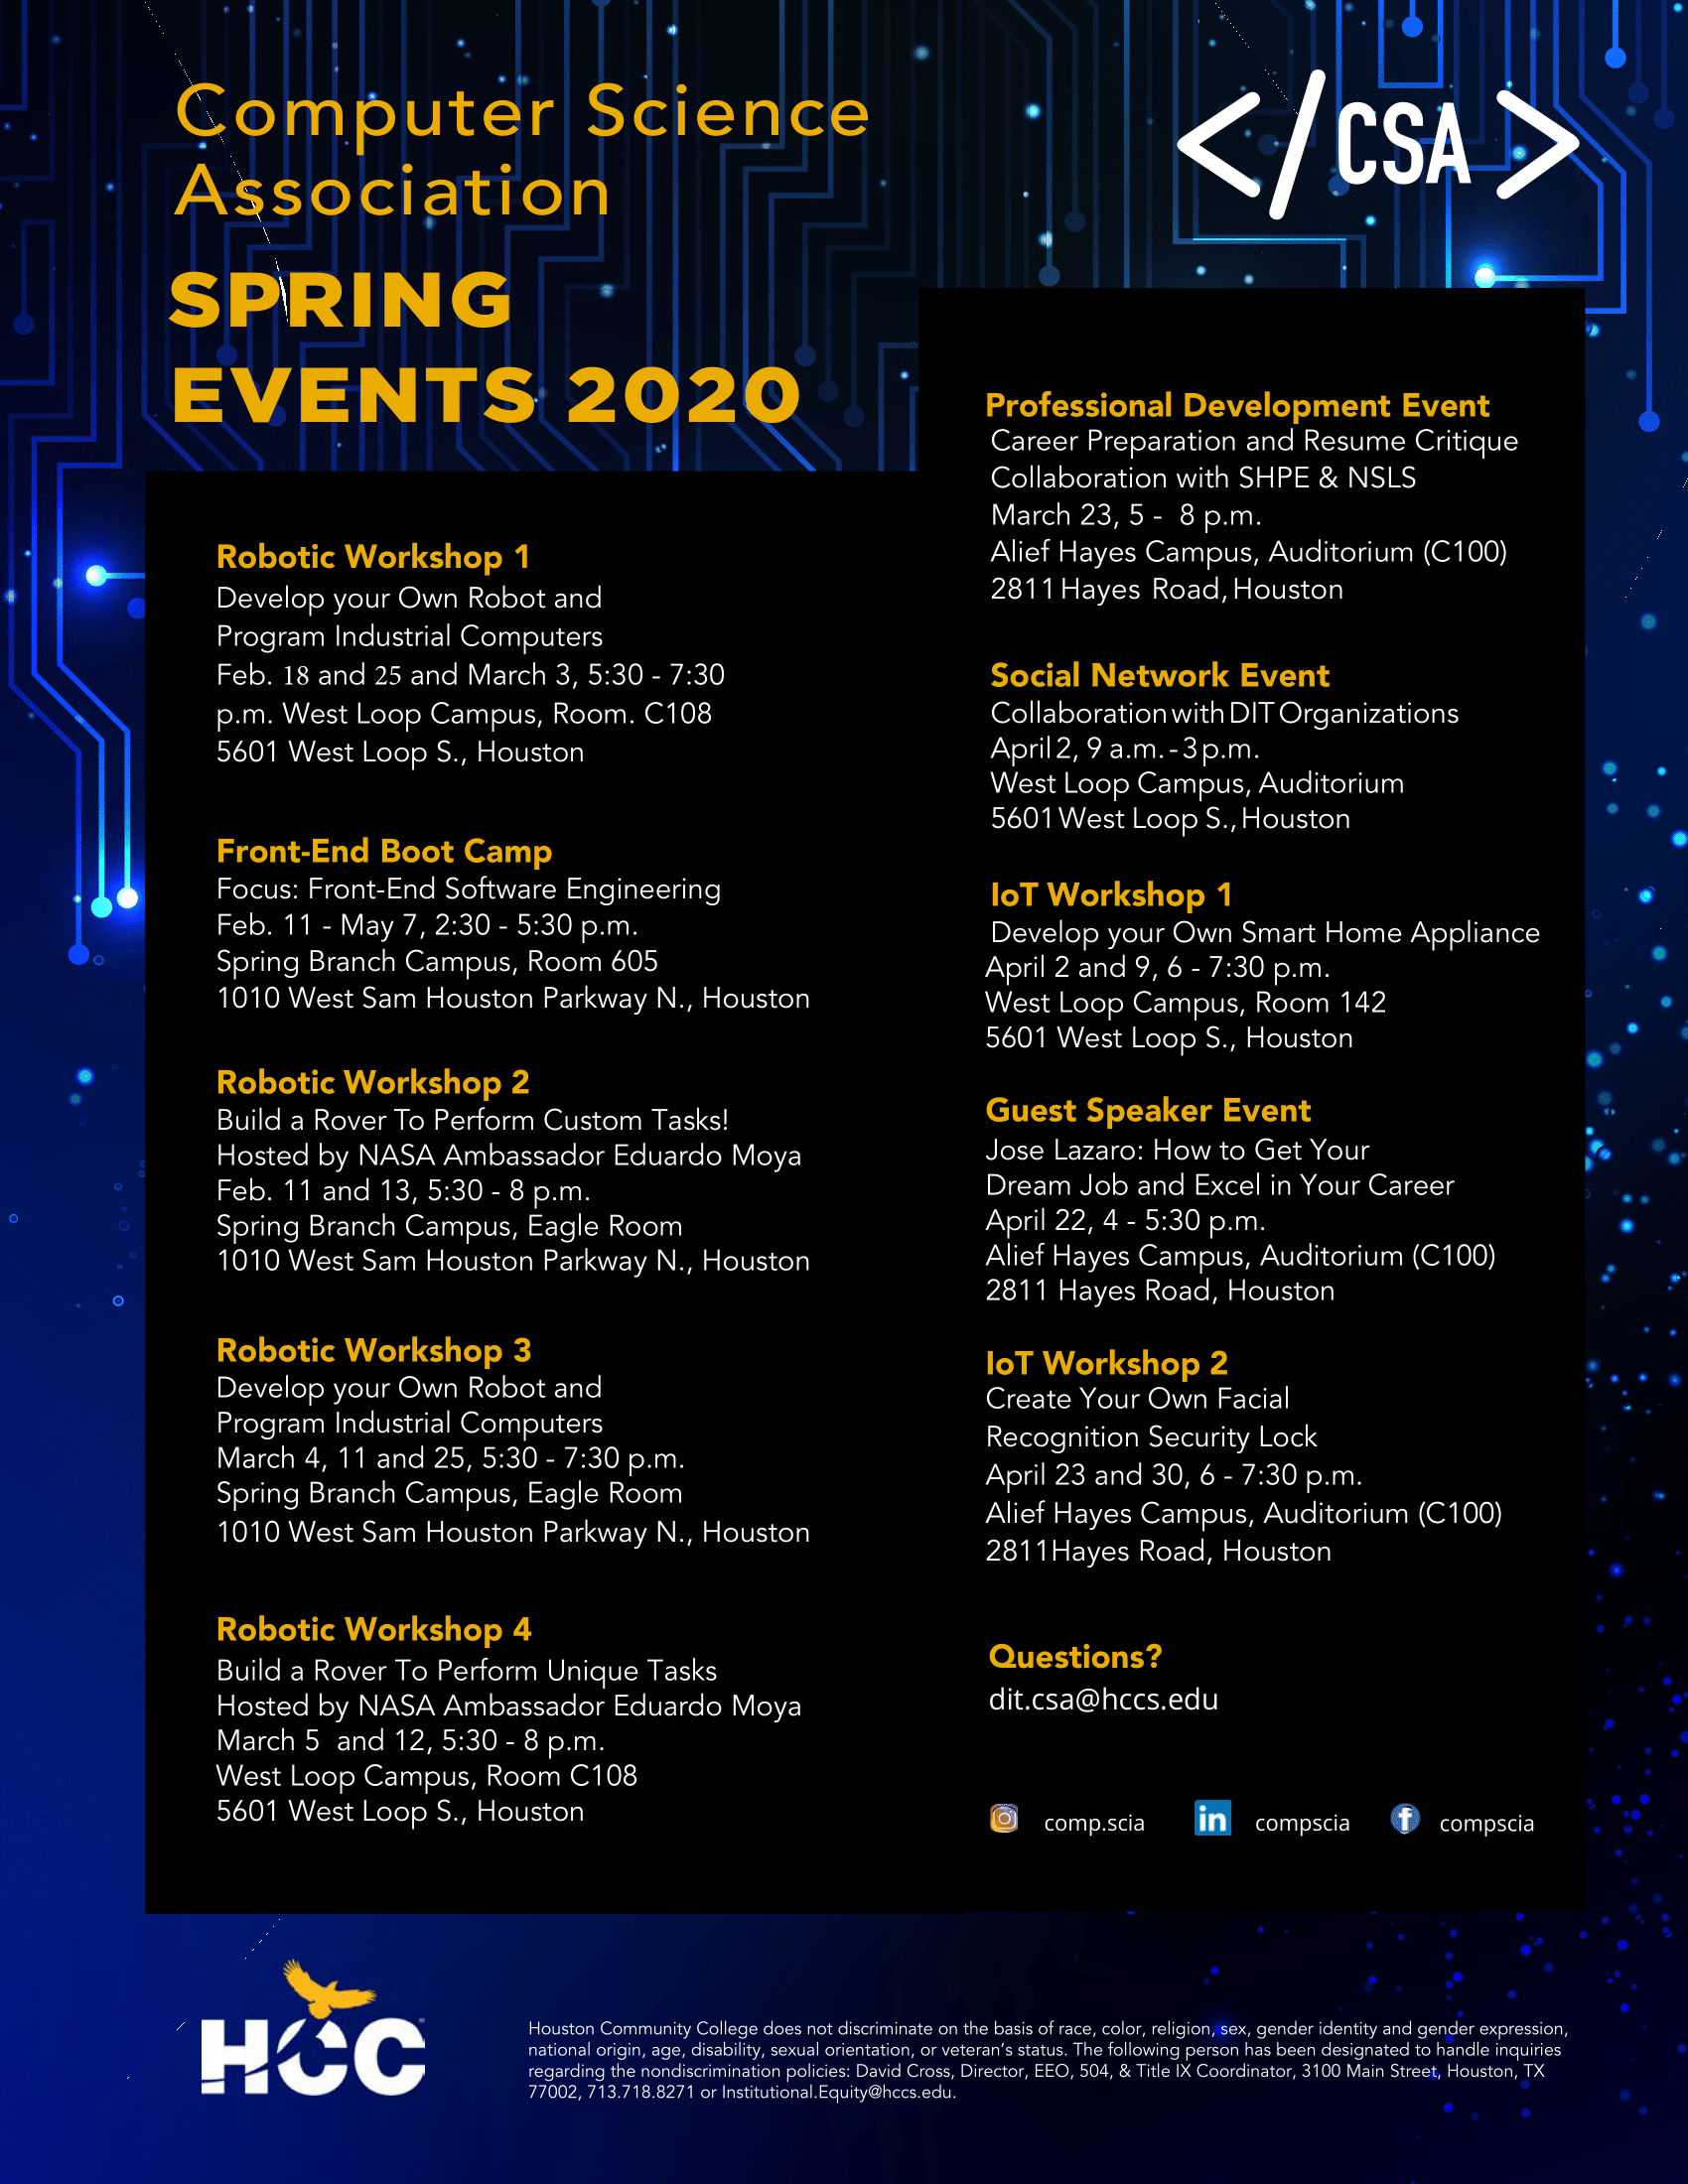 Computer Science
Association
SPRING
EVENTS 2020
</CSA>
Robotic Workshop 1
Develop your Own Robot and
Program Industrial Computers
Feb. 18 and 25 and March 3, 5:30 - 7:30
p.m. West Loop Campus, Room. C108
5601 West Loop S., Houston
Front-End Boot Camp
Focus: Front-End Software Engineering
Feb. 11 - May 7, 2:30 - 5:30 p.m.
Spring Branch Campus, Room 605
1010 West Sam Houston Parkway N., Houston
Robotic Workshop 2
Build a Rover To Perform Custom Tasks!
Hosted by NASA Ambassador Eduardo Moya
Feb. 11 and 13, 5:30 - 8 p.m.
Spring Branch Campus, Eagle Room
1010 West Sam Houston Parkway N., Houston
Robotic Workshop 3
Develop your Own Robot and
Program Industrial Computers
March 4, 11 and 25, 5:30 - 7:30 p.m.
Spring Branch Campus, Eagle Room
1010 West Sam Houston Parkway N., Houston
Robotic Workshop 4
Build a Rover To Perform Unique Tasks
Hosted by NASA Ambassador Eduardo Moya
March 5 and 12, 5:30 - 8 p.m.
West Loop Campus, Room C108
5601 West Loop S., Houston
Professional Development Event
Career Preparation and Resume Critique
Collaboration with SHPE & NSLS
March 23, 5 - 8 p.m.
Alief Hayes Campus, Auditorium (C100)
2811 Hayes Road, Houston
Social Network Event
Collaboration with DIT Organizations
April 2, 9 a.m. - 3 p.m.
West Loop Campus, Auditorium
5601 West Loop S., Houston
IoT Workshop 1
Develop your Own Smart Home Appliance
April 2 and 9, 6 - 7:30 p.m.
West Loop Campus, Room 142
5601 West Loop S., Houston
Guest Speaker Event
Jose Lazaro: How to Get Your
Dream Job and Excel in Your Career
April 22, 4 - 5:30 p.m.
Alief Hayes Campus, Auditorium (C100)
2811 Hayes Road, Houston
IoT Workshop 2
Create Your Own Facial
Recognition Security Lock
April 23 and 30, 6 - 7:30 p.m.
Alief Hayes Campus, Auditorium (C100)
2811Hayes Road, Houston
Questions?
dit.csa@hccs.edu
comp.scia in compscia f compscia
HCC
Houston Community College does not discriminate on the basis of race, color, religion, sex, gender identity and gender expression,
national origin, age, disability, sexual orientation, or veteran's status. The following person has been designated to handle inquiries
regarding the nondiscrimination policies: David Cross, Director, EEO, 504, & Title IX Coordinator, 3100 Main Street, Houston, TX
77002, 713.718.8271 or Institutional.Equity@hccs.edu.